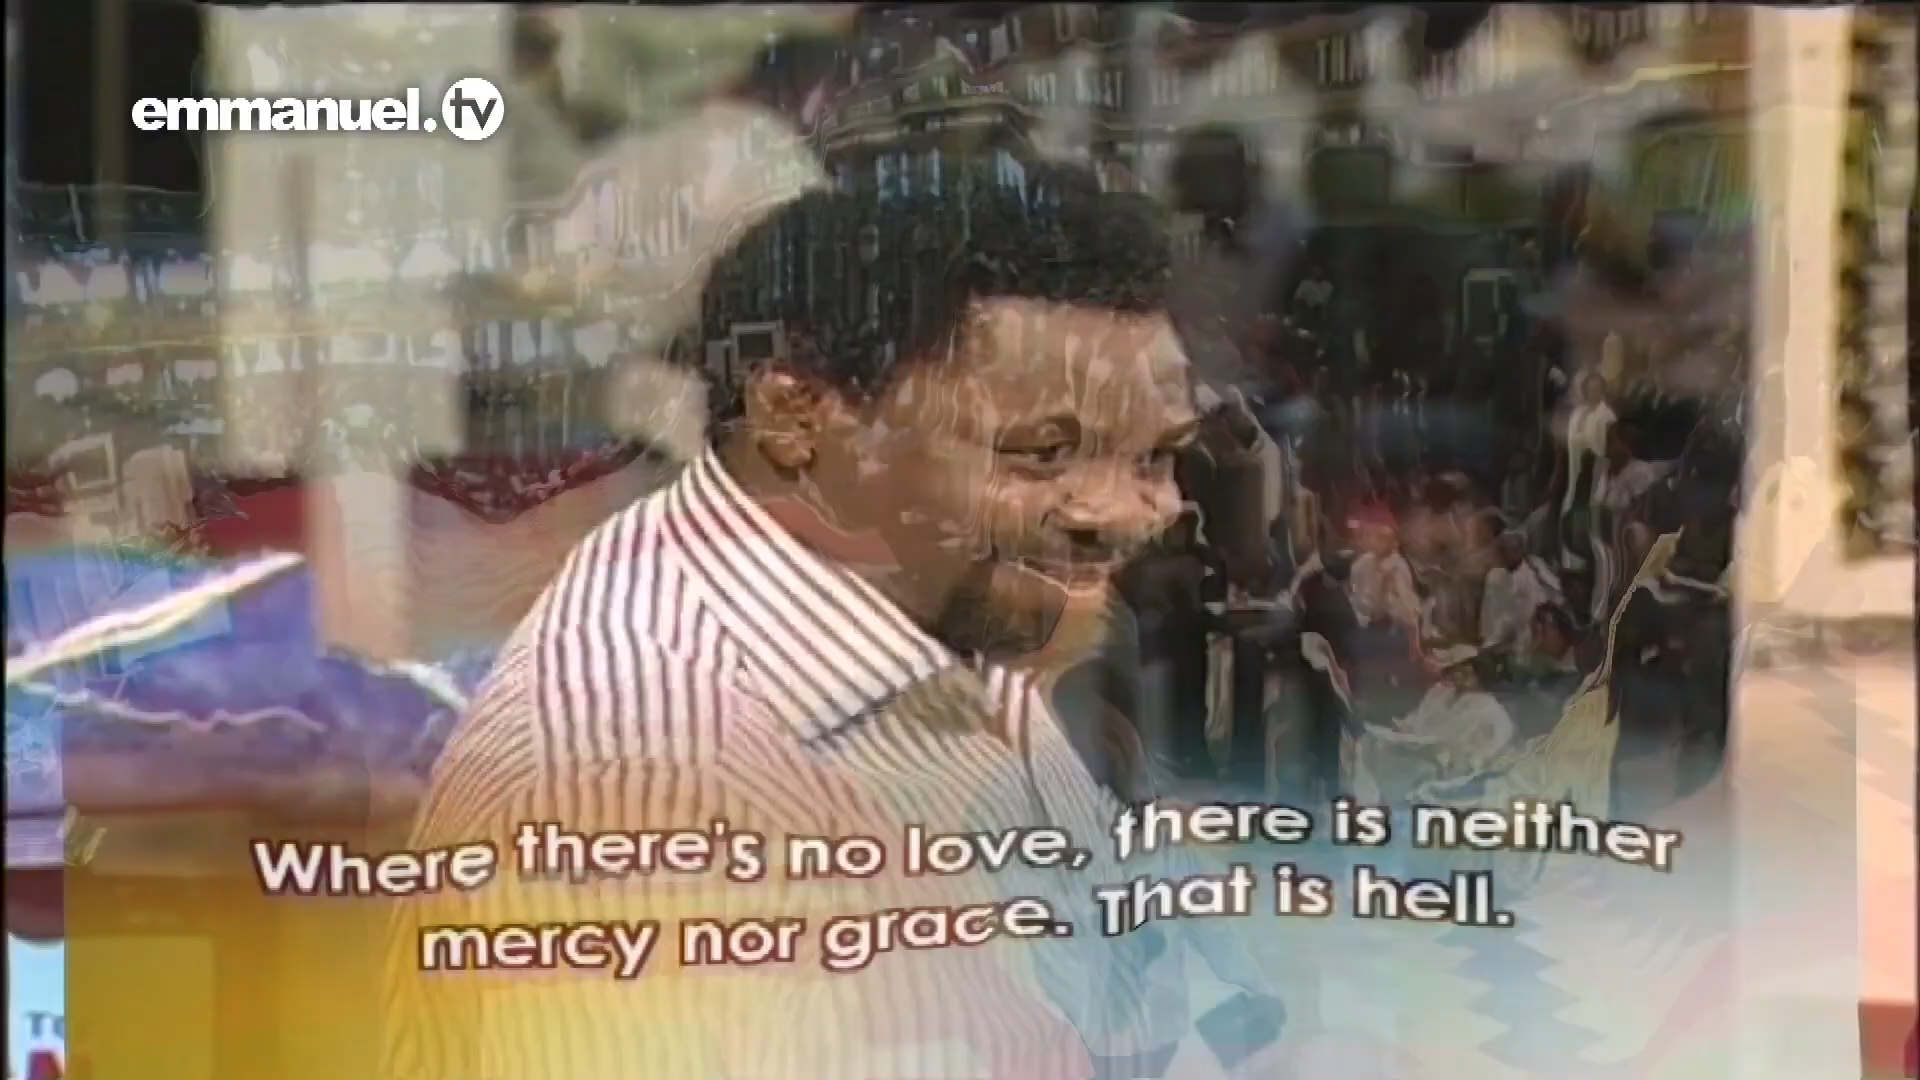 emmanuel.tv
Where there's no love, there is neither
mercy nor grace. That is hell.